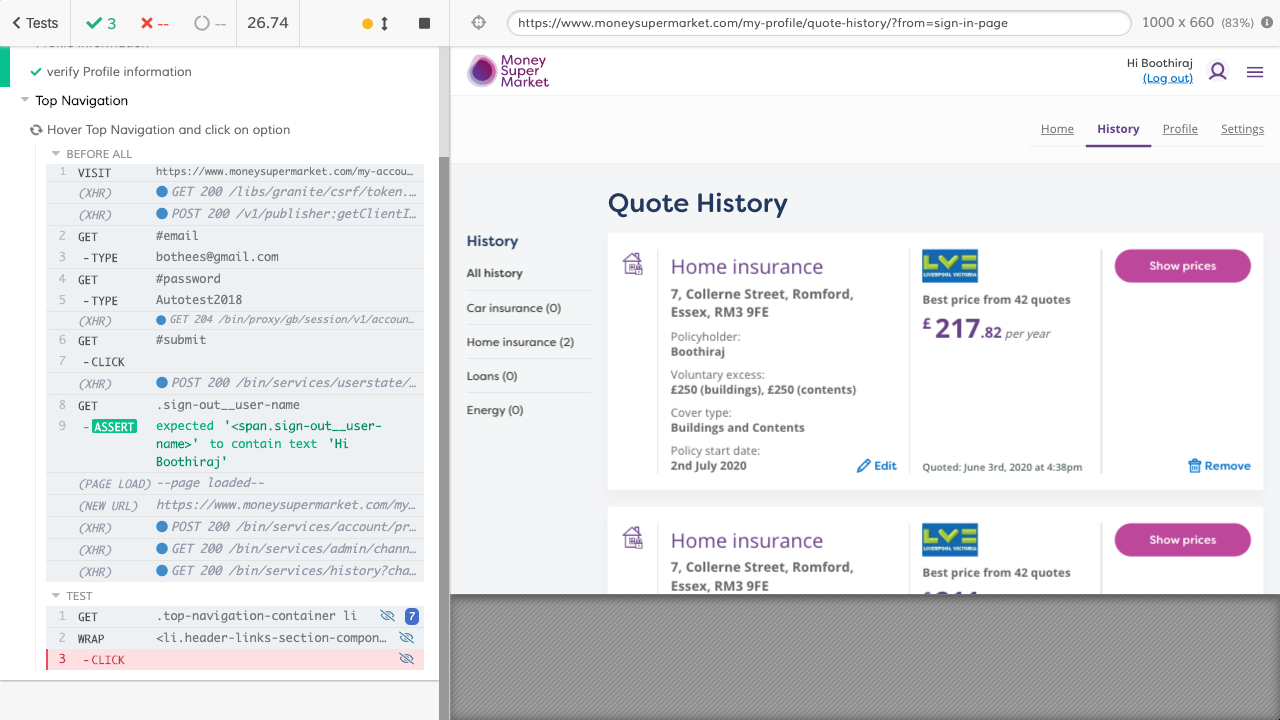 Tests
3
--
--
26.74
https://www.moneysupermarket.com/my-profile/quote-history/?from=sign-in-page
1000 x 660 (83%)
Profile information
verify Profile information
Top Navigation
Hover Top Navigation and click on option
BEFORE ALL
1 VISIT https://www.moneysupermarket.com/my-accou...
(XHR) GET 200 /libs/granite/csrf/token....
(XHR) POST 200 /v1/publisher:getClientI...
2 GET #email
3 -TYPE bothees@gmail.com
4 GET #password
5 -TYPE Autotest2018
(XHR) GET 204 /bin/proxy/gb/session/v1/accoun...
6 GET #submit
7 -CLICK
(XHR) POST 200 /bin/services/userstate/...
8 GET .sign-out__user-name
9 -ASSERT expected '<span.sign-out__user-
name>' to contain text 'Hi
Boothiraj'
(PAGE LOAD) --page loaded--
(NEW URL) https://www.moneysupermarket.com/my...
(XHR) POST 200 /bin/services/account/pr...
(XHR) GET 200 /bin/services/admin/chann...
(XHR) GET 200 /bin/services/history?cha...
TEST
1 GET .top-navigation-container li 7
2 WRAP <li.header-links-section-compon...
3 -CLICK
Money
Super
Market
Hi Boothiraj
(Log out)
Home History Profile Settings
Quote History
History
All history
Car insurance (0)
Home insurance (2)
Loans (0)
Energy (0)
Home insurance
7, Collerne Street, Romford,
Essex, RM3 9FE
Policyholder:
Boothiraj
Voluntary excess:
£250 (buildings), £250 (contents)
Cover type:
Buildings and Contents
Policy start date:
2nd July 2020
Edit
LV=
LIVERPOOL VICTORIA
Best price from 42 quotes
£217.82 per year
Quoted: June 3rd, 2020 at 4:38pm
Show prices
Remove
Home insurance
7, Collerne Street, Romford,
Essex, RM3 9FE
LV=
LIVERPOOL VICTORIA
Best price from 42 quotes
Show prices